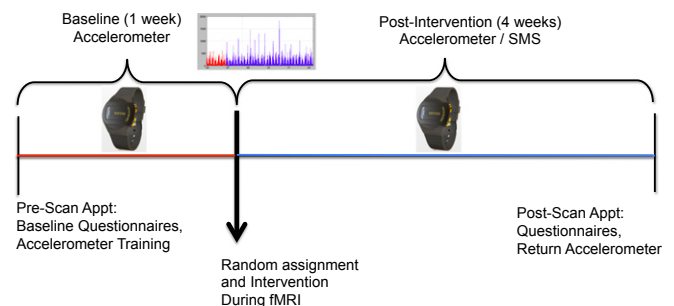 Baseline (1 week)
Accelerometer
Post-Intervention (4 weeks)
Accelerometer / SMS
Pre-Scan Appt:
Baseline Questionnaires,
Accelerometer Training
Random assignment
and Intervention
During fMRI
Post-Scan Appt:
Questionnaires,
Return Accelerometer